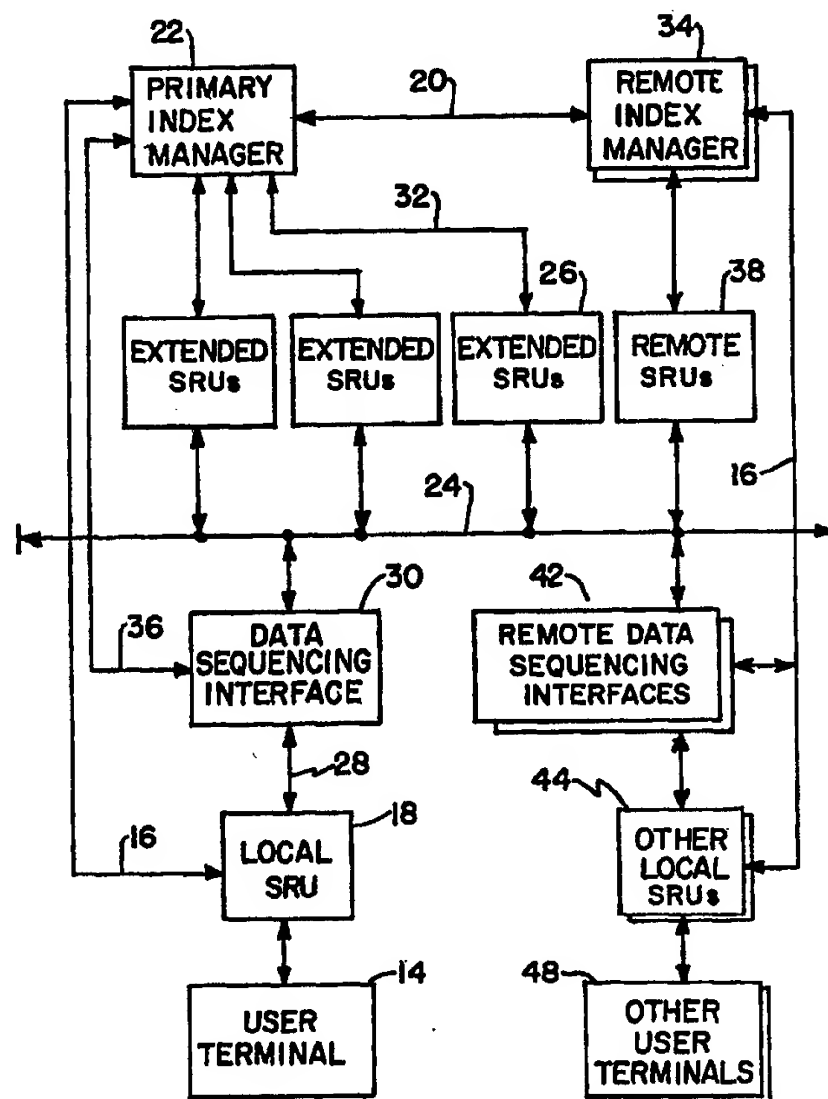 22
34
PRIMARY
INDEX
MANAGER
20
REMOTE
INDEX
MANAGER
32
26
38
EXTENDED
SRUs
EXTENDED
SRUs
EXTENDED
SRUs
REMOTE
SRUs
16
24
30
42
36
DATA
SEQUENCING
INTERFACE
REMOTE DATA
SEQUENCING
INTERFACES
28
18
44
16
LOCAL
SRU
OTHER
LOCAL
SRUs
14
48
USER
TERMINAL
OTHER
USER
TERMINALS